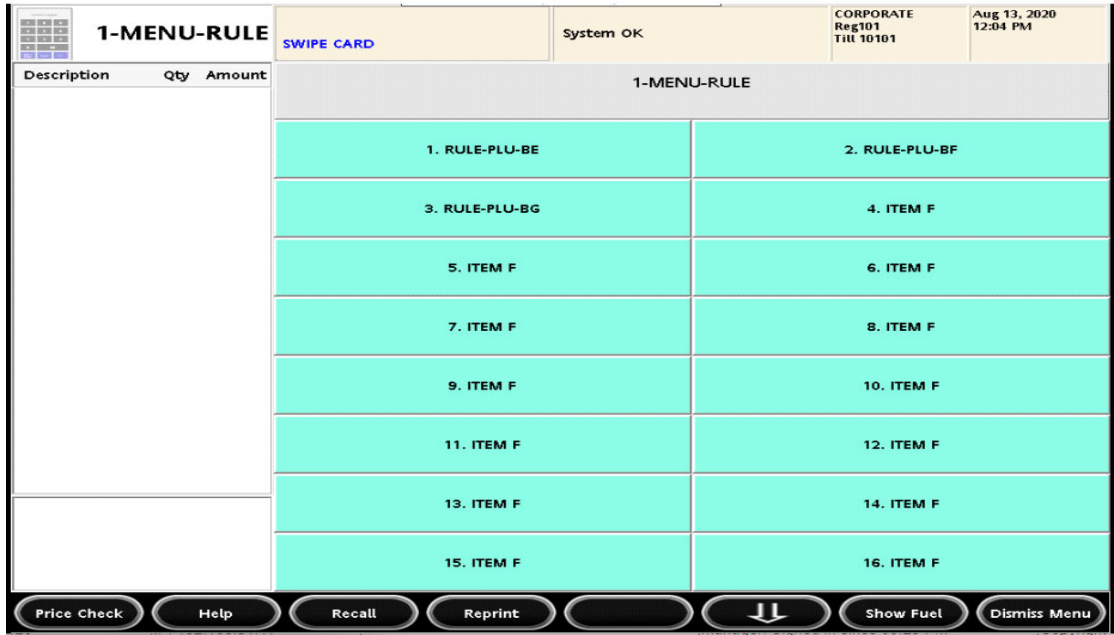 1-MENU-RULE
SWIPE CARD
System OK
CORPORATE
Reg101
Till 10101
Aug 13, 2020
12:04 PM
Description Qty Amount
1-MENU-RULE
1. RULE-PLU-BE
2. RULE-PLU-BF
3. RULE-PLU-BG
4. ITEM F
5. ITEM F
6. ITEM F
7. ITEM F
8. ITEM F
9. ITEM F
10. ITEM F
11. ITEM F
12. ITEM F
13. ITEM F
14. ITEM F
15. ITEM F
16. ITEM F
Price Check
Help
Recall
Reprint
Show Fuel
Dismiss Menu